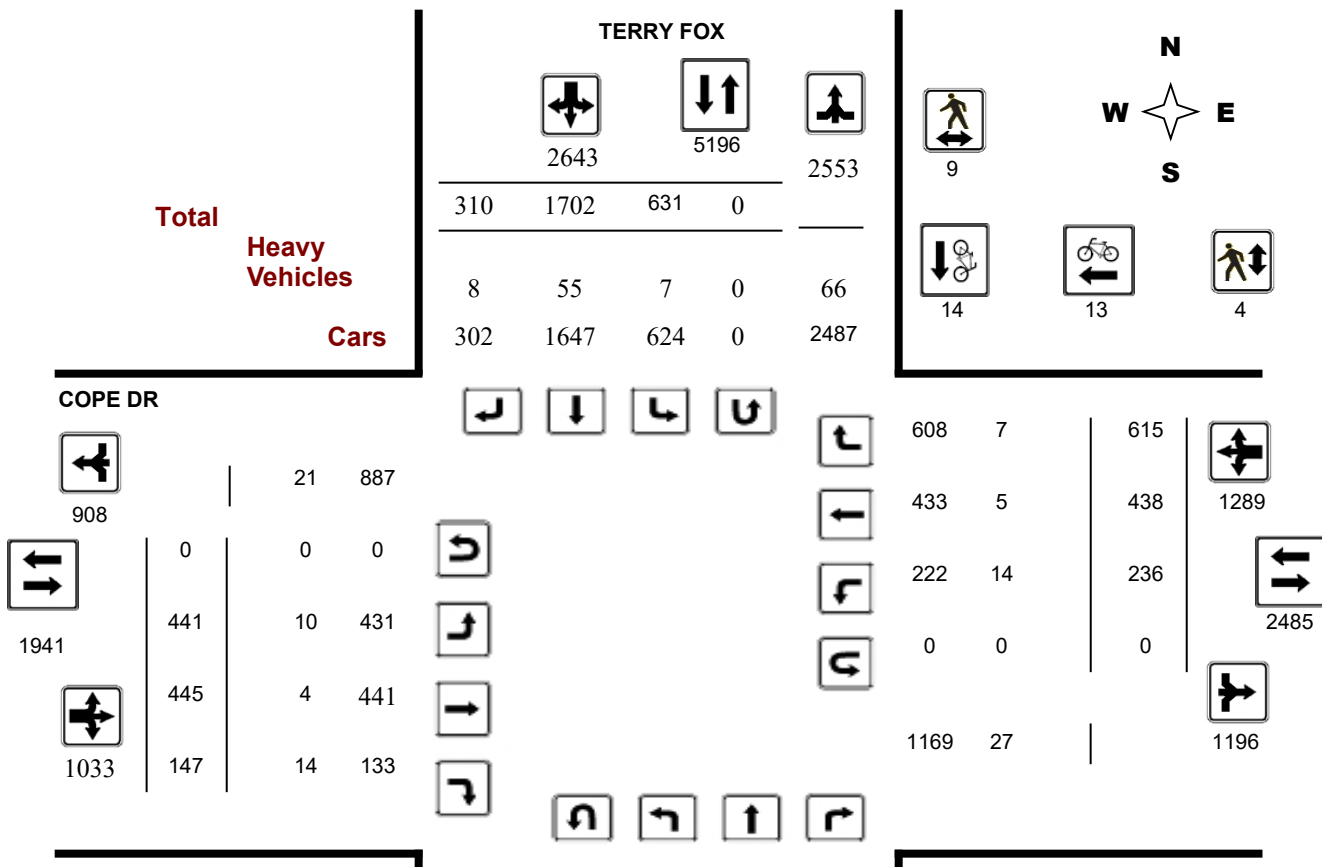 TERRY FOX
N
W E
S
2643
5196
2553
9
310 1702 631 0
Total
Heavy
Vehicles
8 55 7 0 66
14 13 4
Cars
302 1647 624 0 2487
COPE DR
608 7 615
21 887
433 5 438 1289
908
0 0 0
222 14 236
441 10 431
2485
1941
0 0 0
445 4 441
1169 27 1196
1033 147 14 133